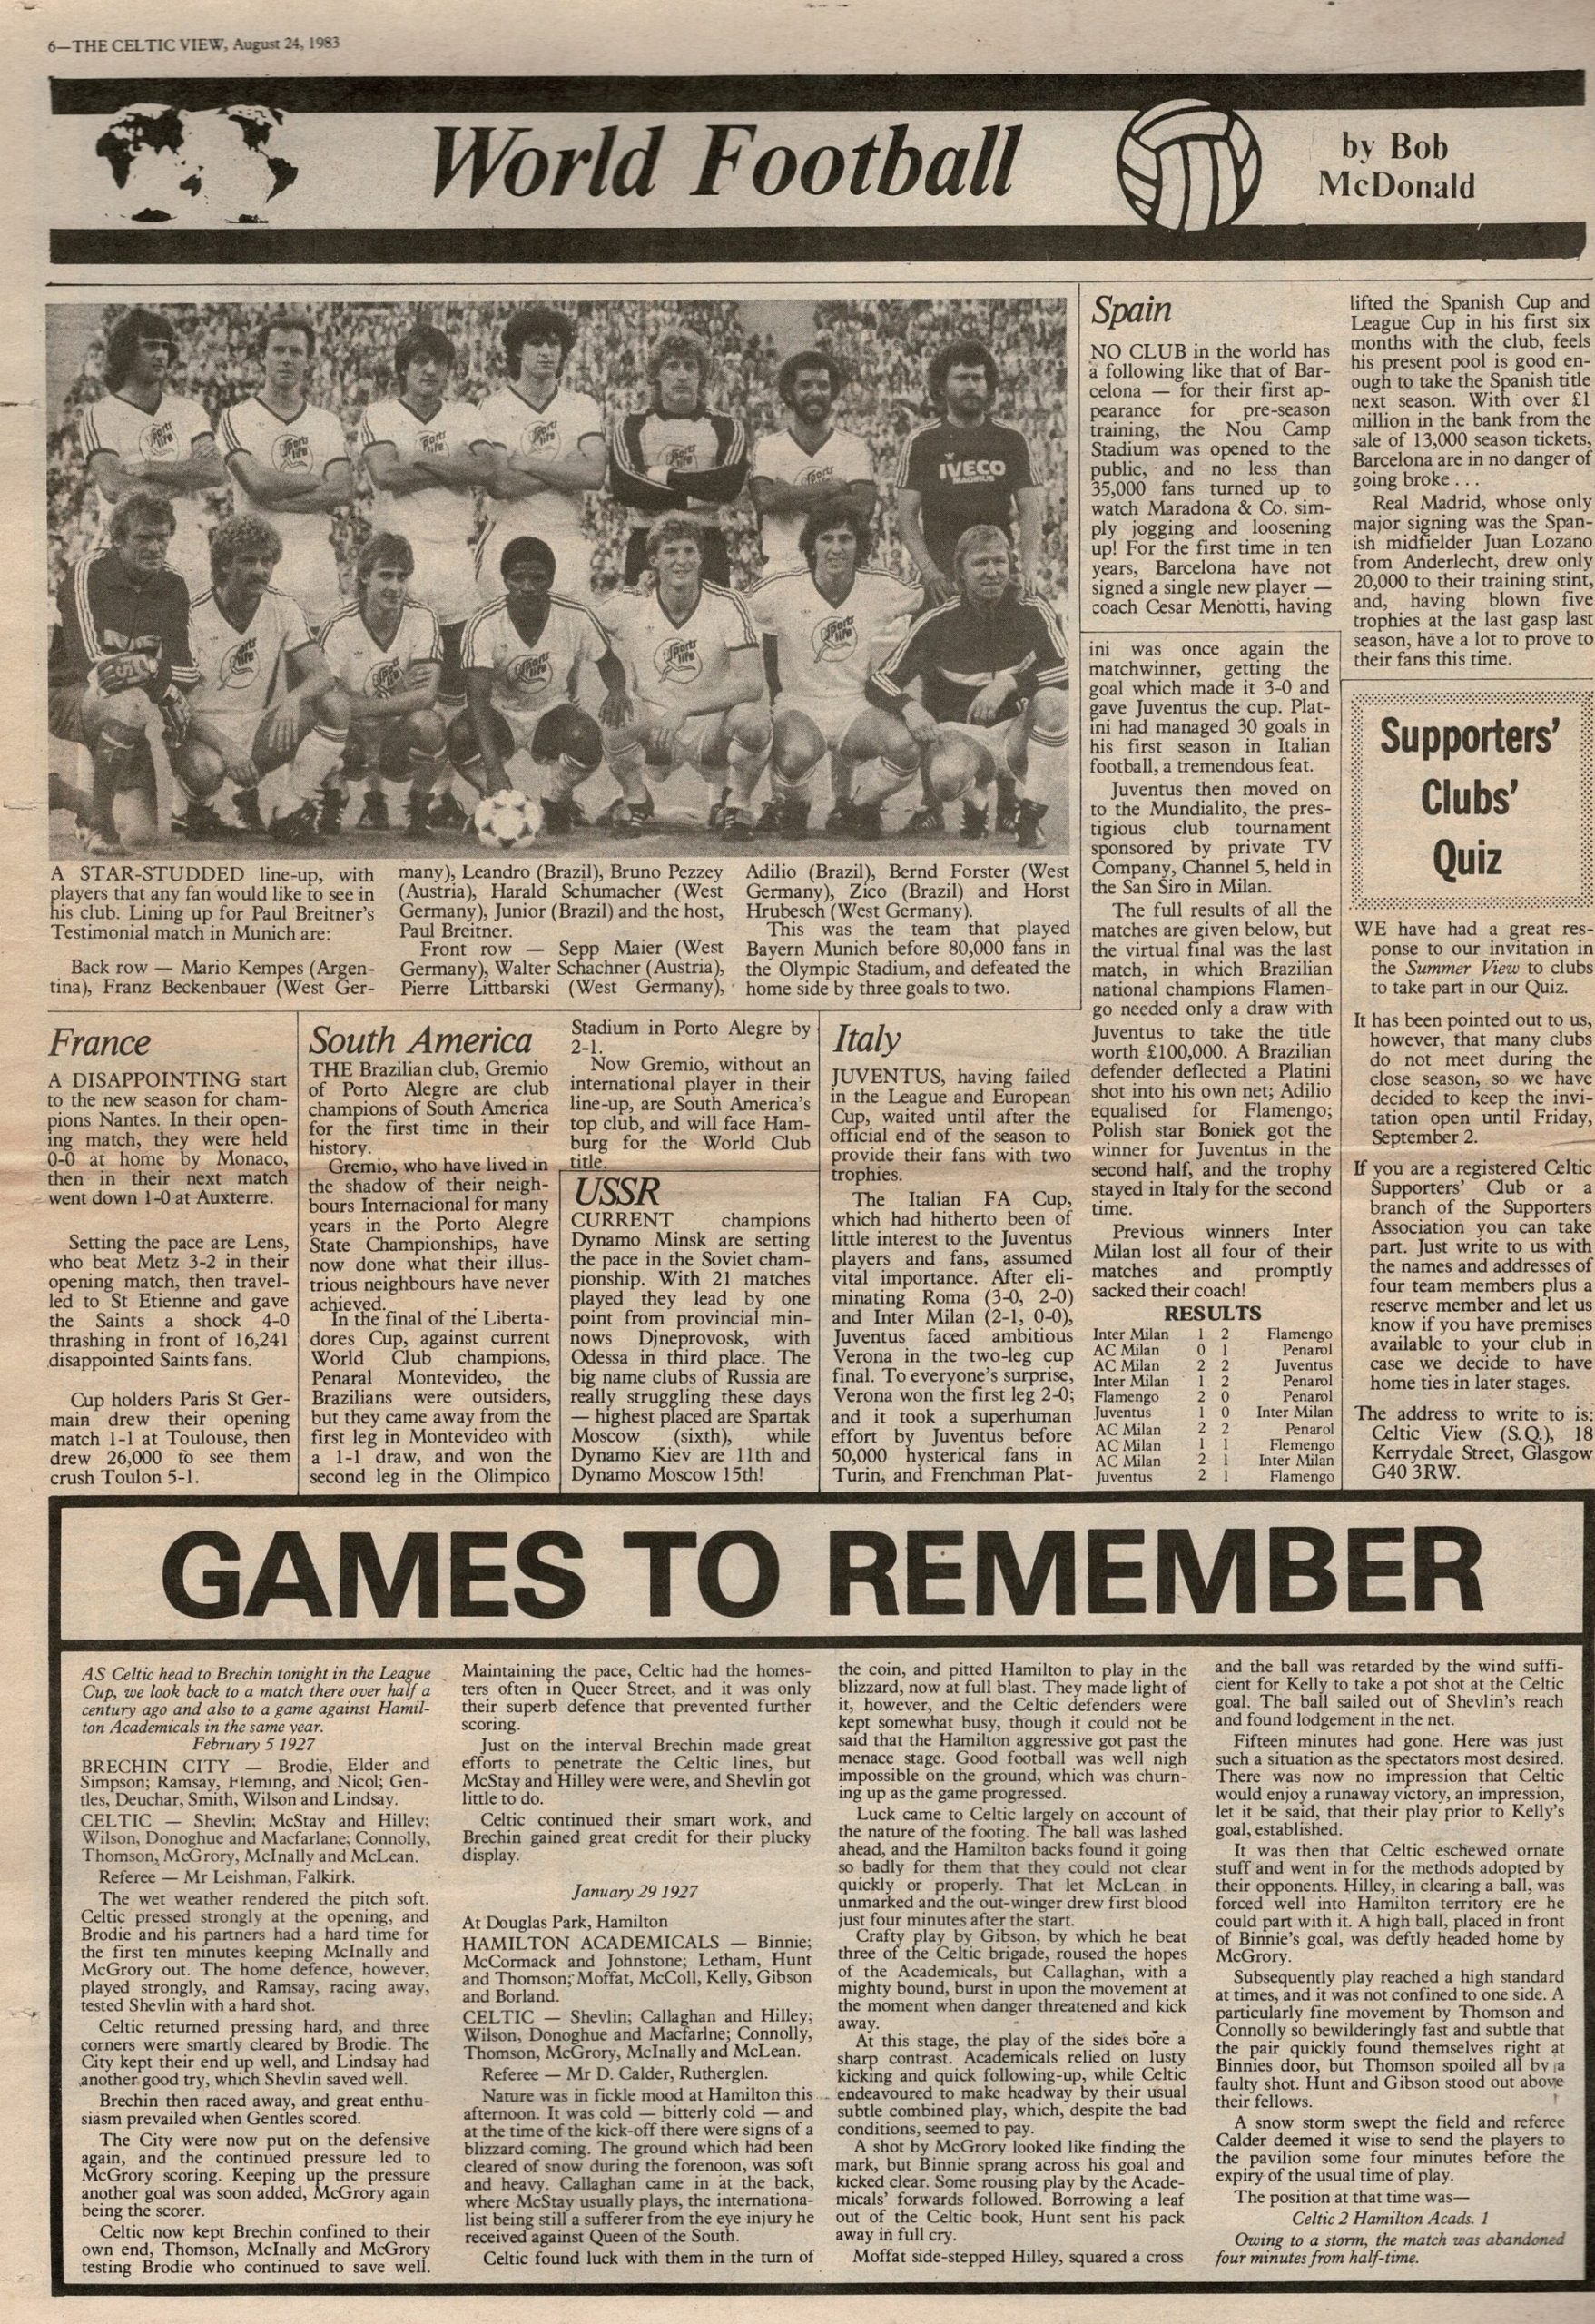 6—THE CELTIC VIEW, August 24, 1983
World Football
by Bob
McDonald
Sports
life
IVECO
MAGIRUS
A STAR-STUDDED line-up, with
players that any fan would like to see in
his club. Lining up for Paul Breitner's
Testimonial match in Munich are:
Back row — Mario Kempes (Argen-
tina), Franz Beckenbauer (West Ger-
many), Leandro (Brazil), Bruno Pezzey
(Austria), Harald Schumacher (West
Germany), Junior (Brazil) and the host,
Paul Breitner.
Front row — Sepp Maier (West
Germany), Walter Schachner (Austria),
Pierre Littbarski (West Germany),
Adilio (Brazil), Bernd Forster (West
Germany), Zico (Brazil) and Horst
Hrubesch (West Germany).
This was the team that played
Bayern Munich before 80,000 fans in
the Olympic Stadium, and defeated the
home side by three goals to two.
France
A DISAPPOINTING start
to the new season for cham-
pions Nantes. In their open-
ing match, they were held
0-0 at home by Monaco,
then in their next match
went down 1-0 at Auxterre.
Setting the pace are Lens,
who beat Metz 3-2 in their
opening match, then travel-
led to St Etienne and gave
the Saints a shock 4-0
thrashing in front of 16,241
disappointed Saints fans.
Cup holders Paris St Ger-
main drew their opening
match 1-1 at Toulouse, then
drew 26,000 to see them
crush Toulon 5-1.
South America
THE Brazilian club, Gremio
of Porto Alegre are club
champions of South America
for the first time in their
history.
Gremio, who have lived in
the shadow of their neigh-
bours Internacional for many
years in the Porto Alegre
State Championships, have
now done what their illus-
trious neighbours have never
achieved.
In the final of the Liberta-
dores Cup, against current
World Club champions,
Penaral Montevideo, the
Brazilians were outsiders,
but they came away from the
first leg in Montevideo with
a 1-1 draw, and won the
second leg in the Olimpico
Stadium in Porto Alegre by
2-1.
Now Gremio, without an
international player in their
line-up, are South America's
top club, and will face Ham-
burg for the World Club
title.
USSR
CURRENT champions
Dynamo Minsk are setting
the pace in the Soviet cham-
pionship. With 21 matches
played they lead by one
point from provincial min-
nows Djneprovosk, with
Odessa in third place. The
big name clubs of Russia are
really struggling these days
— highest placed are Spartak
Moscow (sixth), while
Dynamo Kiev are 11th and
Dynamo Moscow 15th!
Italy
JUVENTUS, having failed
in the League and European
Cup, waited until after the
official end of the season to
provide their fans with two
trophies.
The Italian FA Cup,
which had hitherto been of
little interest to the Juventus
players and fans, assumed
vital importance. After eli-
minating Roma (3-0, 2-0)
and Inter Milan (2-1, 0-0),
Juventus faced ambitious
Verona in the two-leg cup
final. To everyone's surprise,
Verona won the first leg 2-0;
and it took a superhuman
effort by Juventus before
50,000 hysterical fans in
Turin, and Frenchman Plat-
ini was once again the
matchwinner, getting the
goal which made it 3-0 and
gave Juventus the cup. Plat-
ini had managed 30 goals in
his first season in Italian
football, a tremendous feat.
Juventus then moved on
to the Mundialito, the pres-
tigious club tournament
sponsored by private TV
Company, Channel 5, held in
the San Siro in Milan.
The full results of all the
matches are given below, but
the virtual final was the last
match, in which Brazilian
national champions Flamen-
go needed only a draw with
Juventus to take the title
worth £100,000. A Brazilian
defender deflected a Platini
shot into his own net; Adilio
equalised for Flamengo;
Polish star Boniek got the
winner for Juventus in the
second half, and the trophy
stayed in Italy for the second
time.
Previous winners Inter
Milan lost all four of their
matches and promptly
sacked their coach!
RESULTS
Inter Milan 1 2 Flamengo
AC Milan 0 1 Penarol
AC Milan 2 2 Juventus
Inter Milan 1 2 Penarol
Flamengo 2 0 Penarol
Juventus 1 0 Inter Milan
AC Milan 2 2 Penarol
AC Milan 1 1 Flemengo
AC Milan 2 1 Inter Milan
Juventus 2 1 Flamengo
Spain
NO CLUB in the world has
a following like that of Bar-
celona — for their first ap-
pearance for pre-season
training, the Nou Camp
Stadium was opened to the
public, and no less than
35,000 fans turned up to
watch Maradona & Co. sim-
ply jogging and loosening
up! For the first time in ten
years, Barcelona have not
signed a single new player —
coach Cesar Menotti, having
lifted the Spanish Cup and
League Cup in his first six
months with the club, feels
his present pool is good en-
ough to take the Spanish title
next season. With over £1
million in the bank from the
sale of 13,000 season tickets,
Barcelona are in no danger of
going broke . . .
Real Madrid, whose only
major signing was the Span-
ish midfielder Juan Lozano
from Anderlecht, drew only
20,000 to their training stint,
and, having blown five
trophies at the last gasp last
season, have a lot to prove to
their fans this time.
Supporters'
Clubs'
Quiz
WE have had a great res-
ponse to our invitation in
the Summer View to clubs
to take part in our Quiz.
It has been pointed out to us,
however, that many clubs
do not meet during the
close season, so we have
decided to keep the invi-
tation open until Friday,
September 2.
If you are a registered Celtic
Supporters' Club or a
branch of the Supporters
Association you can take
part. Just write to us with
the names and addresses of
four team members plus a
reserve member and let us
know if you have premises
available to your club in
case we decide to have
home ties in later stages.
The address to write to is:
Celtic View (S.Q.), 18
Kerrydale Street, Glasgow
G40 3RW.
GAMES TO REMEMBER
AS Celtic head to Brechin tonight in the League
Cup, we look back to a match there over half a
century ago and also to a game against Hamil-
ton Academicals in the same year.
February 5 1927
BRECHIN CITY — Brodie, Elder and
Simpson; Ramsay, Fleming, and Nicol; Gen-
tles, Deuchar, Smith, Wilson and Lindsay.
CELTIC — Shevlin; McStay and Hilley;
Wilson, Donoghue and Macfarlane; Connolly,
Thomson, McGrory, McInally and McLean.
Referee — Mr Leishman, Falkirk.
The wet weather rendered the pitch soft.
Celtic pressed strongly at the opening, and
Brodie and his partners had a hard time for
the first ten minutes keeping McInally and
McGrory out. The home defence, however,
played strongly, and Ramsay, racing away,
tested Shevlin with a hard shot.
Celtic returned pressing hard, and three
corners were smartly cleared by Brodie. The
City kept their end up well, and Lindsay had
another good try, which Shevlin saved well.
Brechin then raced away, and great enthu-
siasm prevailed when Gentles scored.
The City were now put on the defensive
again, and the continued pressure led to
McGrory scoring. Keeping up the pressure
another goal was soon added, McGrory again
being the scorer.
Celtic now kept Brechin confined to their
own end, Thomson, McInally and McGrory
testing Brodie who continued to save well.
Maintaining the pace, Celtic had the homes-
ters often in Queer Street, and it was only
their superb defence that prevented further
scoring.
Just on the interval Brechin made great
efforts to penetrate the Celtic lines, but
McStay and Hilley were were, and Shevlin got
little to do.
Celtic continued their smart work, and
Brechin gained great credit for their plucky
display.
January 29 1927
At Douglas Park, Hamilton
HAMILTON ACADEMICALS — Binnie;
McCormack and Johnstone; Letham, Hunt
and Thomson; Moffat, McColl, Kelly, Gibson
and Borland.
CELTIC — Shevlin; Callaghan and Hilley;
Wilson, Donoghue and Macfarlne; Connolly,
Thomson, McGrory, McInally and McLean.
Referee — Mr D. Calder, Rutherglen.
Nature was in fickle mood at Hamilton this
afternoon. It was cold — bitterly cold — and
at the time of the kick-off there were signs of a
blizzard coming. The ground which had been
cleared of snow during the forenoon, was soft
and heavy. Callaghan came in at the back,
where McStay usually plays, the internationa-
list being still a sufferer from the eye injury he
received against Queen of the South.
Celtic found luck with them in the turn of
the coin, and pitted Hamilton to play in the
blizzard, now at full blast. They made light of
it, however, and the Celtic defenders were
kept somewhat busy, though it could not be
said that the Hamilton aggressive got past the
menace stage. Good football was well nigh
impossible on the ground, which was churn-
ing up as the game progressed.
Luck came to Celtic largely on account of
the nature of the footing. The ball was lashed
ahead, and the Hamilton backs found it going
so badly for them that they could not clear
quickly or properly. That let McLean in
unmarked and the out-winger drew first blood
just four minutes after the start.
Crafty play by Gibson, by which he beat
three of the Celtic brigade, roused the hopes
of the Academicals, but Callaghan, with a
mighty bound, burst in upon the movement at
the moment when danger threatened and kick
away.
At this stage, the play of the sides bore a
sharp contrast. Academicals relied on lusty
kicking and quick following-up, while Celtic
endeavoured to make headway by their usual
subtle combined play, which, despite the bad
conditions, seemed to pay.
A shot by McGrory looked like finding the
mark, but Binnie sprang across his goal and
kicked clear. Some rousing play by the Acade-
micals' forwards followed. Borrowing a leaf
out of the Celtic book, Hunt sent his pack
away in full cry.
Moffat side-stepped Hilley, squared a cross
and the ball was retarded by the wind suffi-
cient for Kelly to take a pot shot at the Celtic
goal. The ball sailed out of Shevlin's reach
and found lodgement in the net.
Fifteen minutes had gone. Here was just
such a situation as the spectators most desired.
There was now no impression that Celtic
would enjoy a runaway victory, an impression,
let it be said, that their play prior to Kelly's
goal, established.
It was then that Celtic eschewed ornate
stuff and went in for the methods adopted by
their opponents. Hilley, in clearing a ball, was
forced well into Hamilton territory ere he
could part with it. A high ball, placed in front
of Binnie's goal, was deftly headed home by
McGrory.
Subsequently play reached a high standard
at times, and it was not confined to one side. A
particularly fine movement by Thomson and
Connolly so bewilderingly fast and subtle that
the pair quickly found themselves right at
Binnies door, but Thomson spoiled all by a
faulty shot. Hunt and Gibson stood out above
their fellows.
A snow storm swept the field and referee
Calder deemed it wise to send the players to
the pavilion some four minutes before the
expiry of the usual time of play.
The position at that time was—
Celtic 2 Hamilton Acads. 1
Owing to a storm, the match was abandoned
four minutes from half-time.